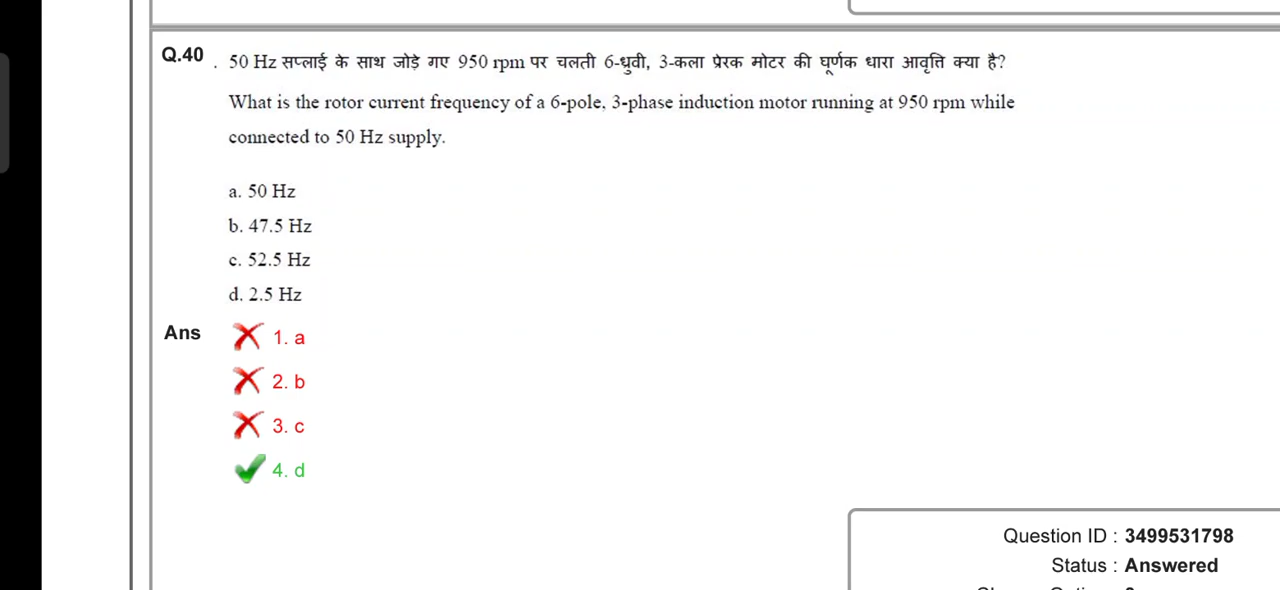 Q.40 . 50 Hz सप्लाई के साथ जोड़े गए 950 rpm पर चलती 6-ध्रुवी, 3-कला प्रेरक मोटर की घूर्णक धारा आवृति क्या है?
What is the rotor current frequency of a 6-pole, 3-phase induction motor running at 950 rpm while
connected to 50 Hz supply.
a. 50 Hz
b. 47.5 Hz
c. 52.5 Hz
d. 2.5 Hz
Ans 1. a
2. b
3. c
4. d
Question ID : 3499531798
Status : Answered